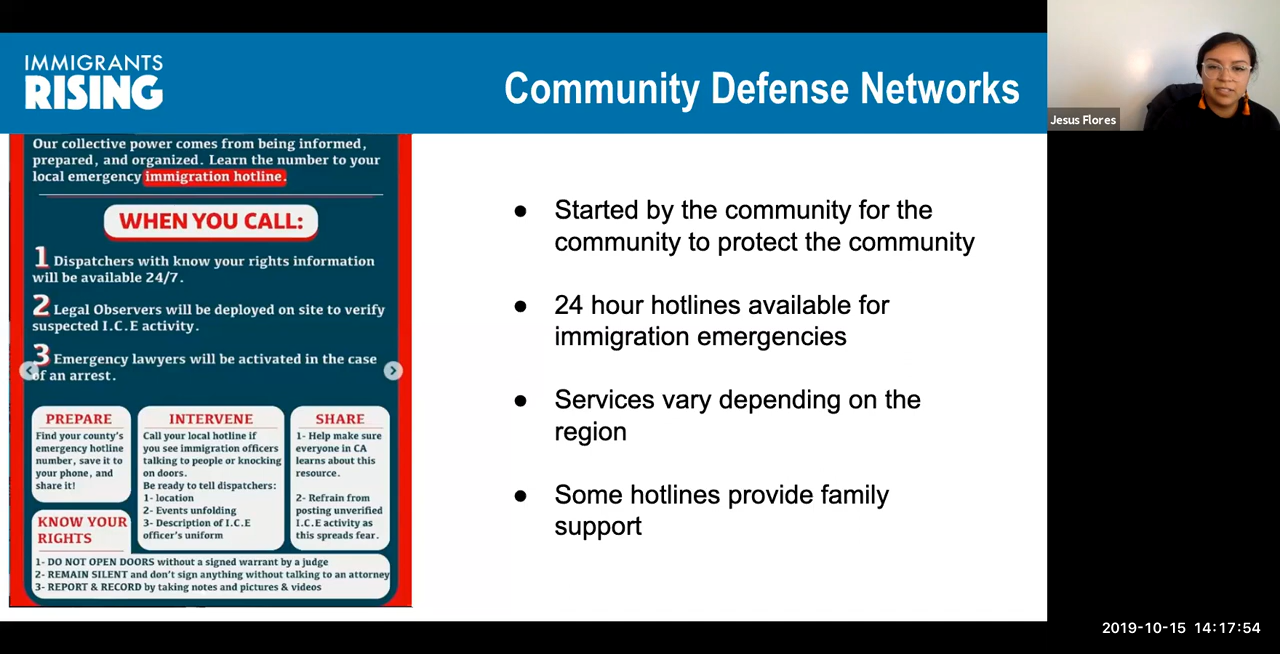 IMMIGRANTS
RISING
Community Defense Networks
Jesus Flores
Our collective power comes from being informed,
prepared, and organized. Learn the number to your
local emergency immigration hotline.
WHEN YOU CALL:
1 Dispatchers with know your rights information
will be available 24/7.
2 Legal Observers will be deployed on site to verify
suspected I.C.E activity.
3 Emergency lawyers will be activated in the case
of an arrest.
PREPARE
Find your county's
emergency hotline
number, save it to
your phone, and
share it!
INTERVENE
Call your local hotline if
you see immigration officers
talking to people or knocking
on doors.
Be ready to tell dispatchers:
1- location
2- Events unfolding
3- Description of I.C.E
officer's uniform
SHARE
1- Help make sure
everyone in CA
learns about this
resource.
2- Refrain from
posting unverified
I.C.E activity as
this spreads fear.
KNOW YOUR
RIGHTS
1- DO NOT OPEN DOORS without a signed warrant by a judge
2- REMAIN SILENT and don't sign anything without talking to an attorney
3- REPORT & RECORD by taking notes and pictures & videos
● Started by the community for the
community to protect the community
● 24 hour hotlines available for
immigration emergencies
● Services vary depending on the
region
● Some hotlines provide family
support
2019-10-15 14:17:54